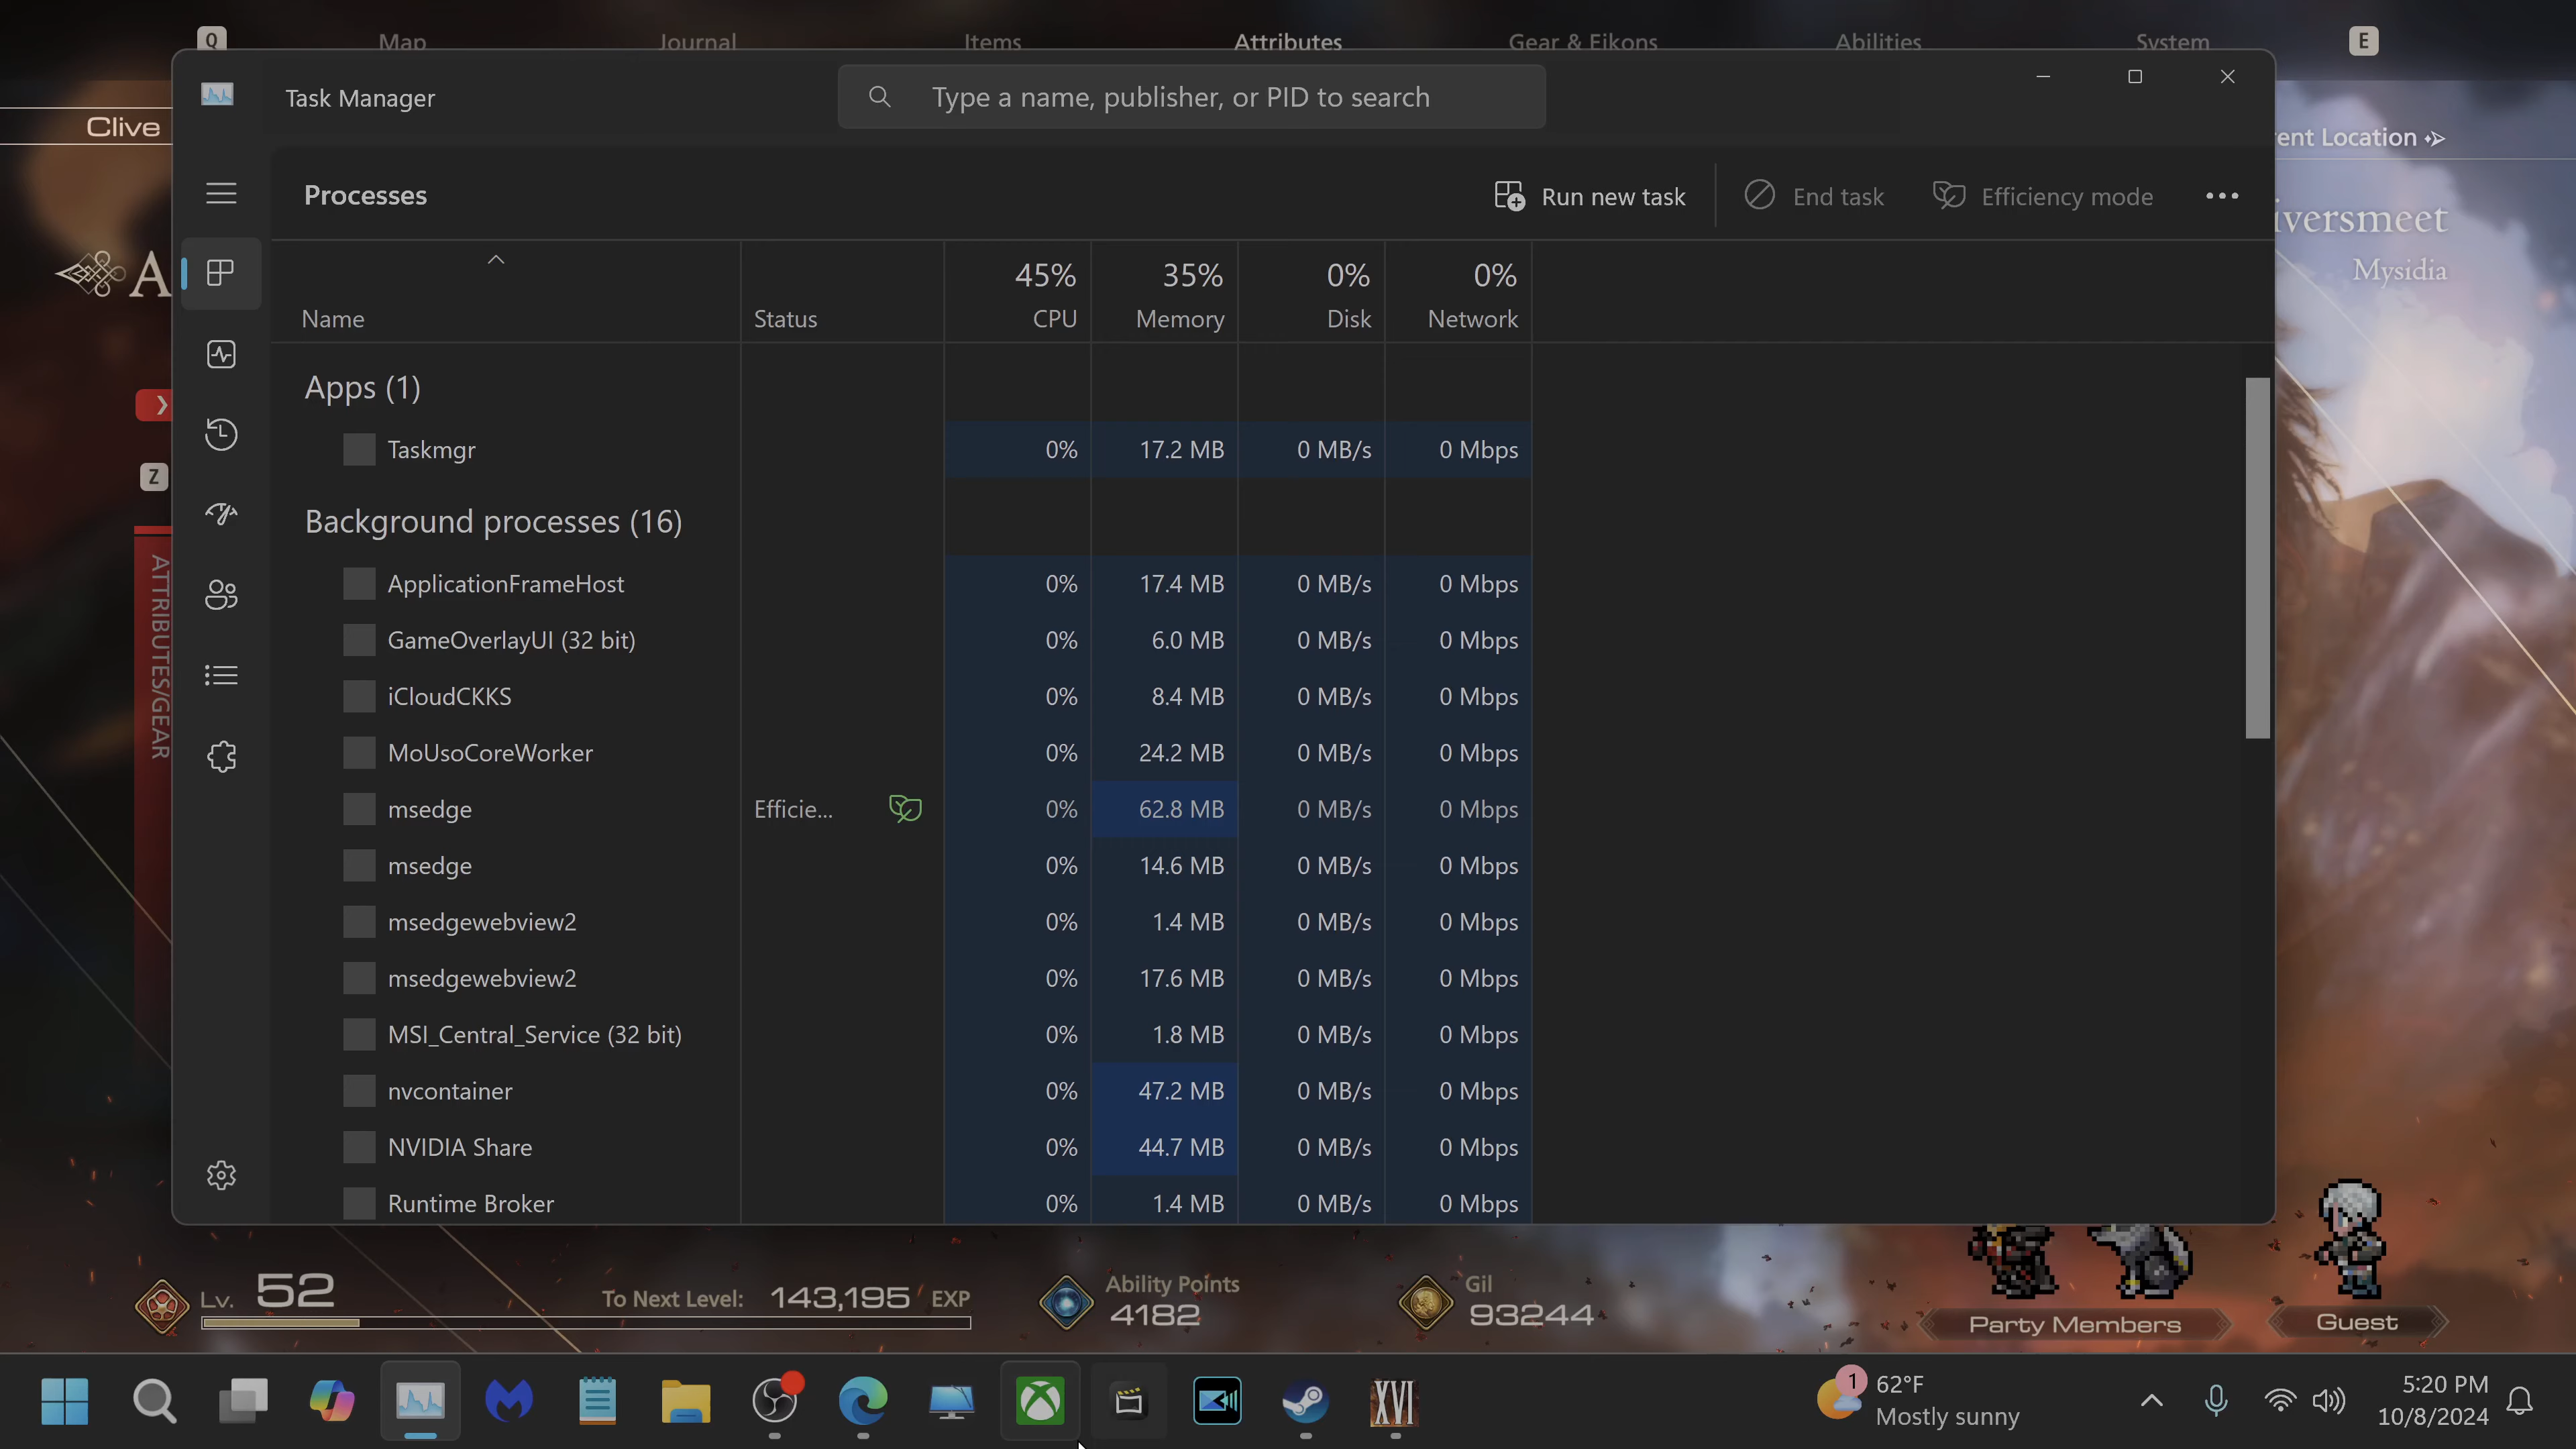 Q Map Journal Items Attributes Gear & Eikons Abilities System E
Task Manager
Type a name, publisher, or PID to search
Clive
ent Location
Processes
Run new task
End task
Efficiency mode
iversmeet
Mysidia
A
45% 35% 0% 0%
Name Status CPU Memory Disk Network
Apps (1)
Taskmgr 0% 17.2 MB 0 MB/s 0 Mbps
Z
Background processes (16)
ATTRIBUTES/GEAR
ApplicationFrameHost 0% 17.4 MB 0 MB/s 0 Mbps
GameOverlayUI (32 bit) 0% 6.0 MB 0 MB/s 0 Mbps
iCloudCKKS 0% 8.4 MB 0 MB/s 0 Mbps
MoUsoCoreWorker 0% 24.2 MB 0 MB/s 0 Mbps
msedge Efficie... 0% 62.8 MB 0 MB/s 0 Mbps
msedge 0% 14.6 MB 0 MB/s 0 Mbps
msedgewebview2 0% 1.4 MB 0 MB/s 0 Mbps
msedgewebview2 0% 17.6 MB 0 MB/s 0 Mbps
MSI_Central_Service (32 bit) 0% 1.8 MB 0 MB/s 0 Mbps
nvcontainer 0% 47.2 MB 0 MB/s 0 Mbps
NVIDIA Share 0% 44.7 MB 0 MB/s 0 Mbps
Runtime Broker 0% 1.4 MB 0 MB/s 0 Mbps
Lv. 52
To Next Level: 143,195 EXP
Ability Points
4182
Gil
93244
Party Members
Guest
XVI
1
62°F
Mostly sunny
5:20 PM
10/8/2024